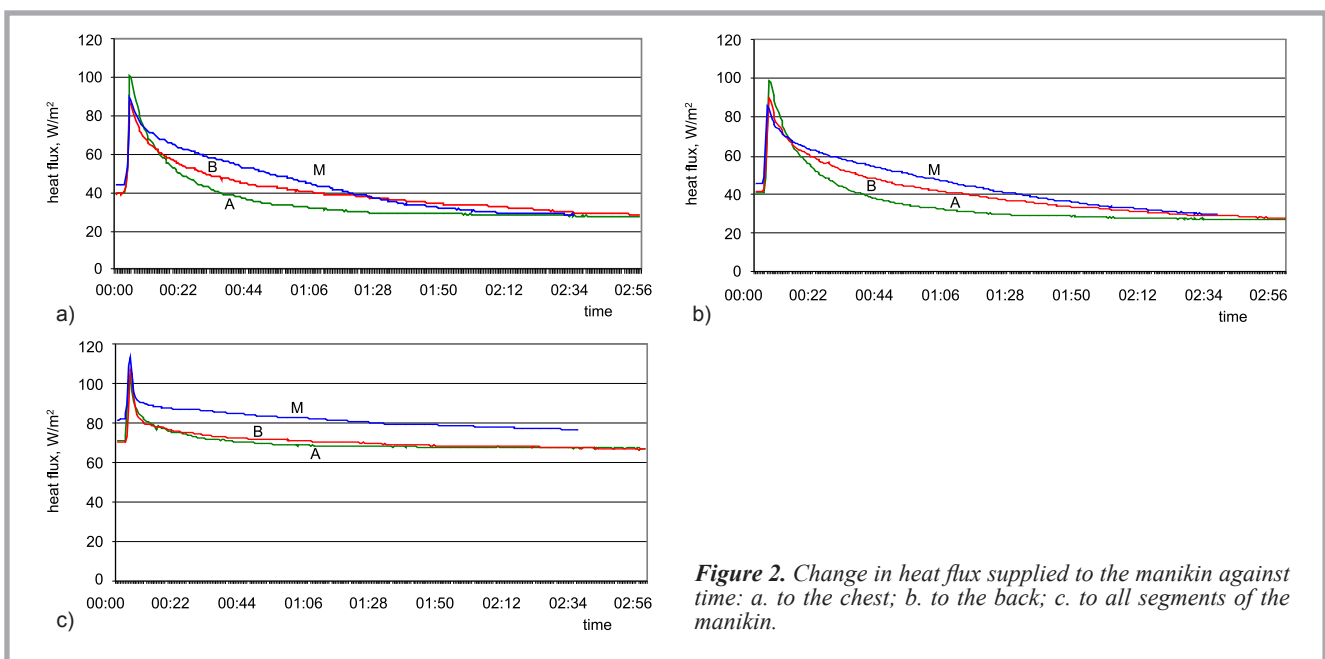 120
100
80
60
40
20
0
heat flux, W/m²
B
M
A
00:00 00:22 00:44 01:06 01:28 01:50 02:12 02:34 02:56
time
a)
120
100
80
60
40
20
0
heat flux, W/m²
M
B
A
00:00 00:22 00:44 01:06 01:28 01:50 02:12 02:34 02:56
time
b)
120
100
80
60
40
20
0
heat flux, W/m²
M
B
A
00:00 00:22 00:44 01:06 01:28 01:50 02:12 02:34 02:56
time
c)
Figure 2. Change in heat flux supplied to the manikin against
time: a. to the chest; b. to the back; c. to all segments of the
manikin.